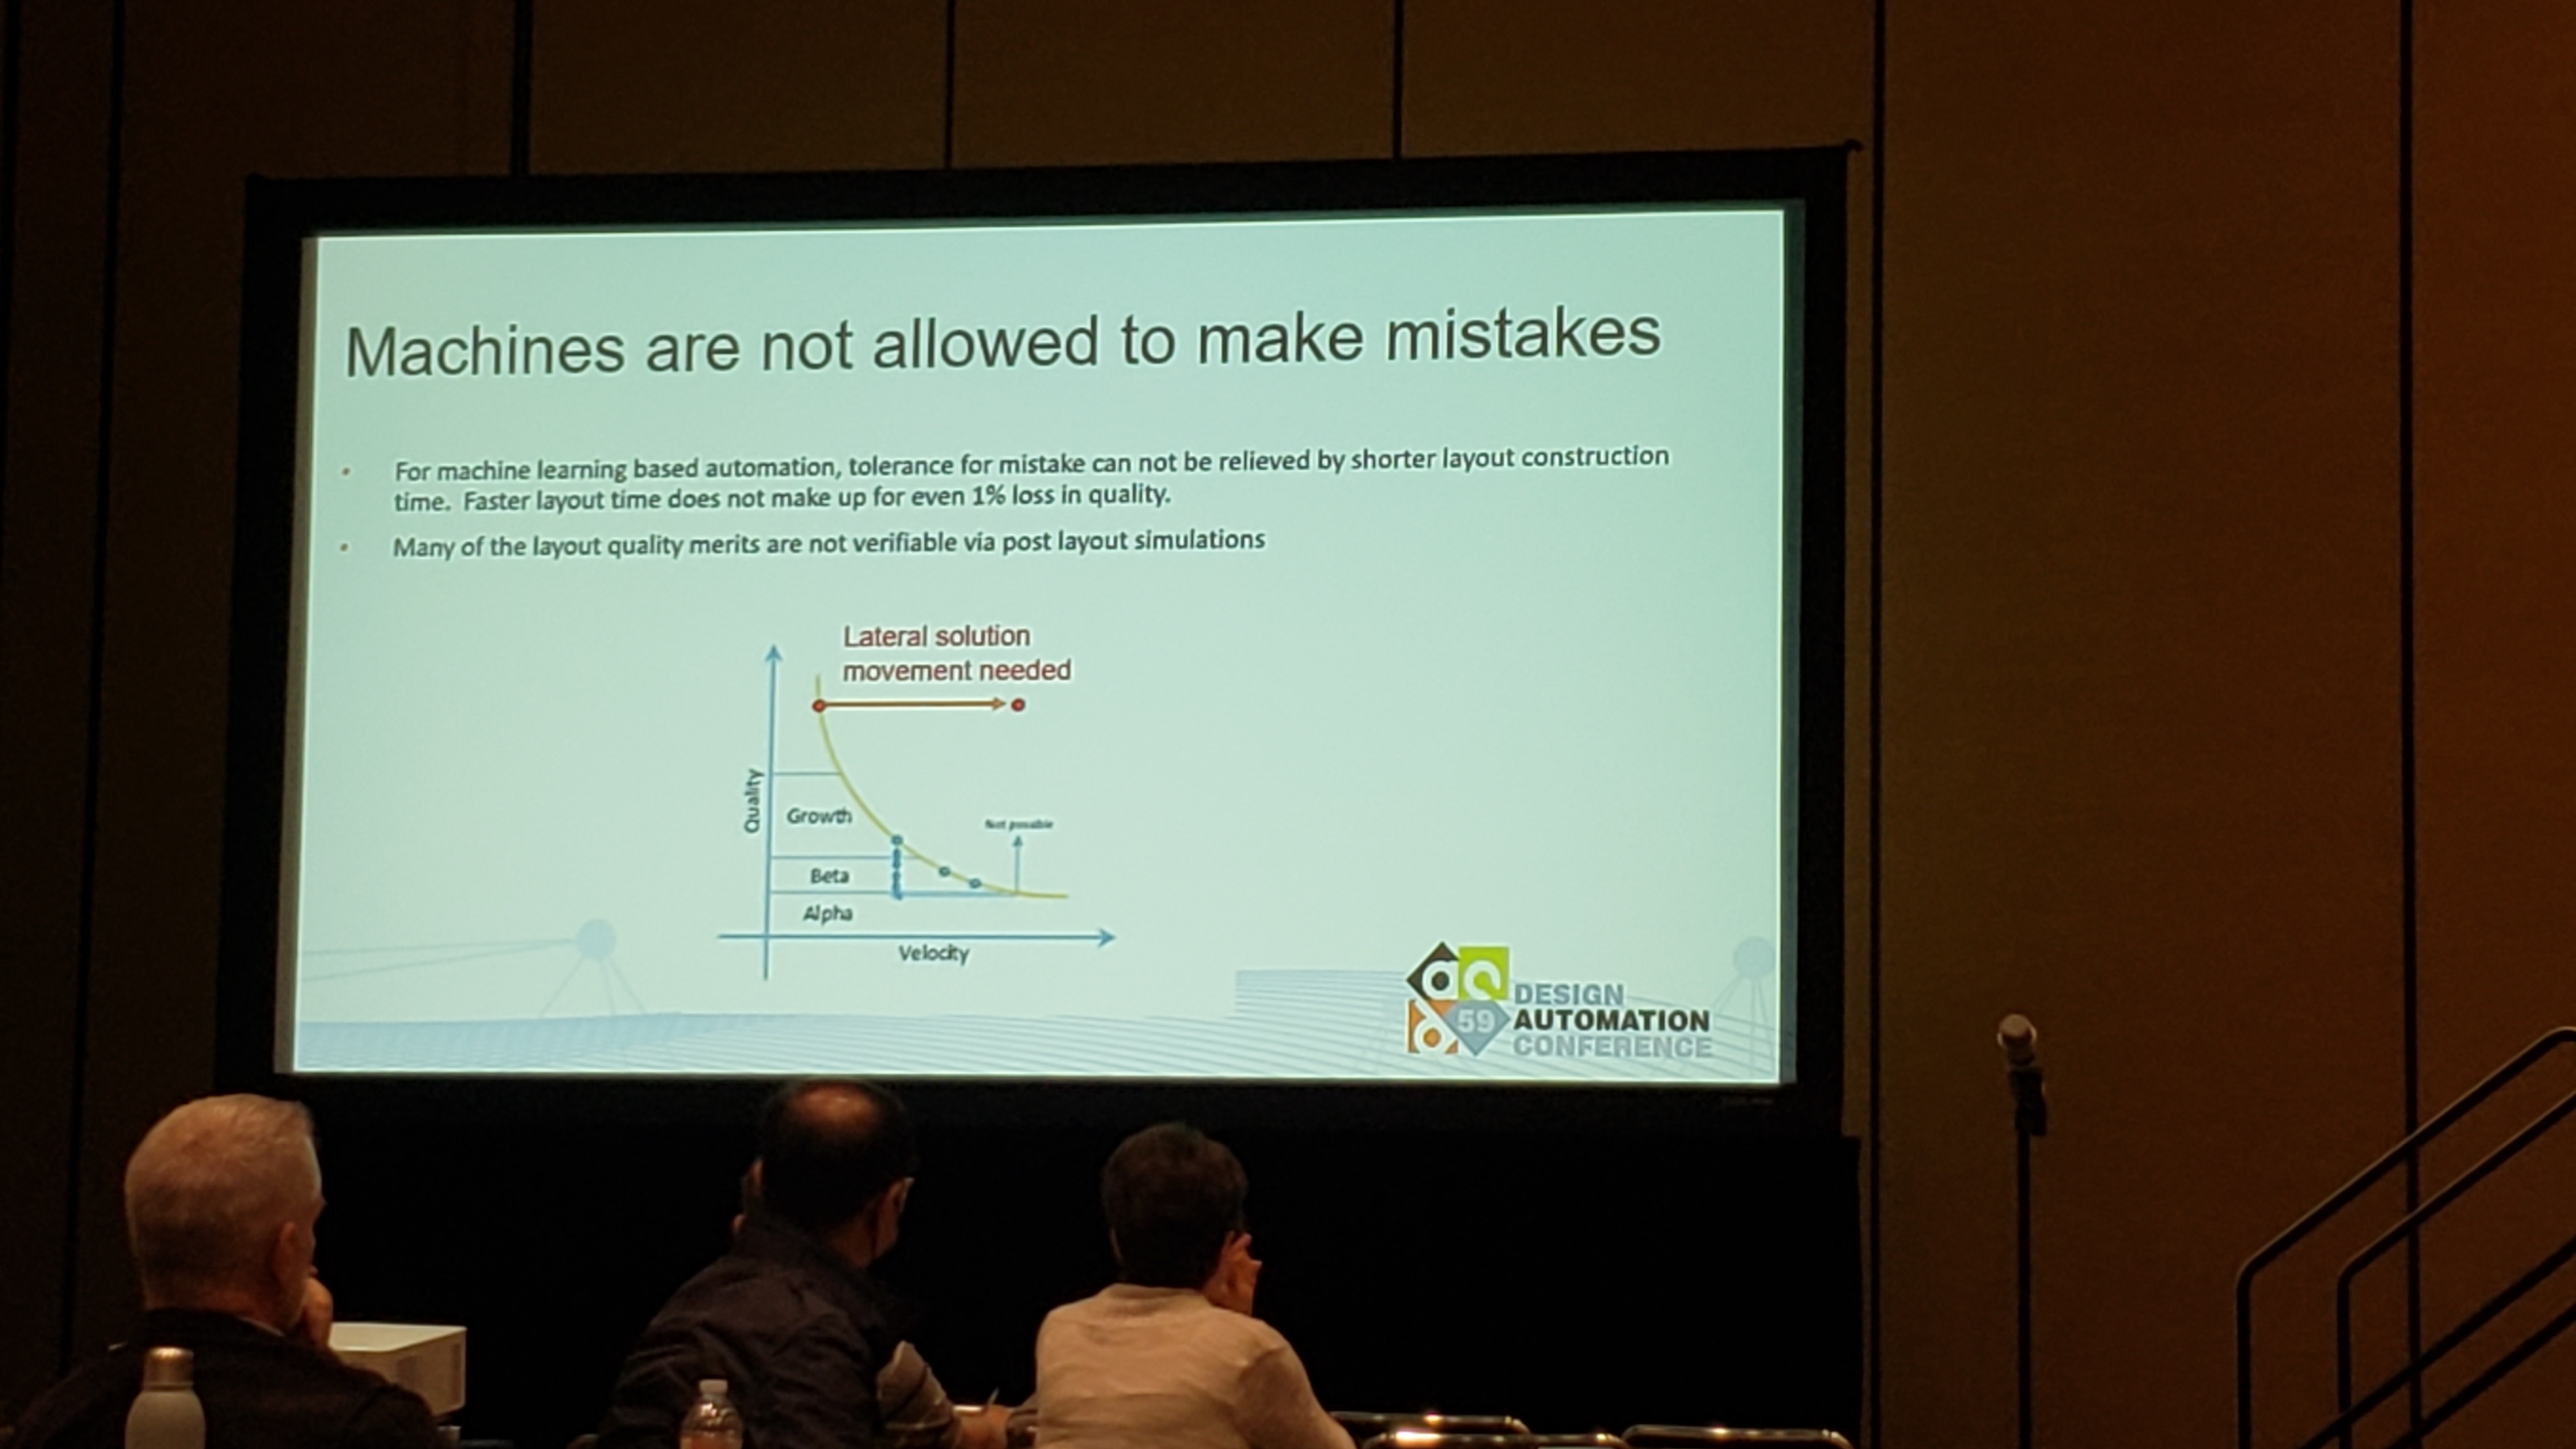 Machines are not allowed to make mistakes
• For machine learning based automation, tolerance for mistake can not be relieved by shorter layout construction
time. Faster layout time does not make up for even 1% loss in quality.
• Many of the layout quality merits are not verifiable via post layout simulations
Lateral solution
movement needed
Quality
Growth
Not possible
Beta
Alpha
Velocity
59
DESIGN
AUTOMATION
CONFERENCE